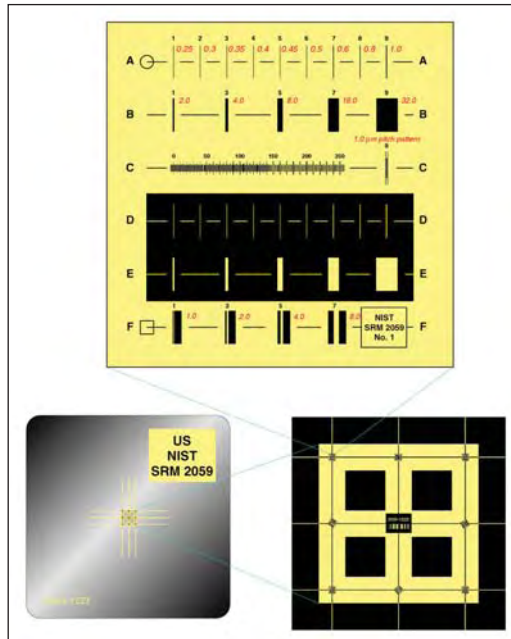 1 2 3 4 5 6 7 8 9
A 0.25 0.3 0.35 0.4 0.45 0.5 0.6 0.8 1.0 A
1 3 5 7 9
B 2.0 4.0 8.0 16.0 32.0 B
1.0 µm pitch pattern
0 50 100 150 200 250
C C
D D
E E
1 3 5 7
F 1.0 2.0 4.0 8.0 F
NIST
SRM 2059
No. 1
US
NIST
SRM 2059